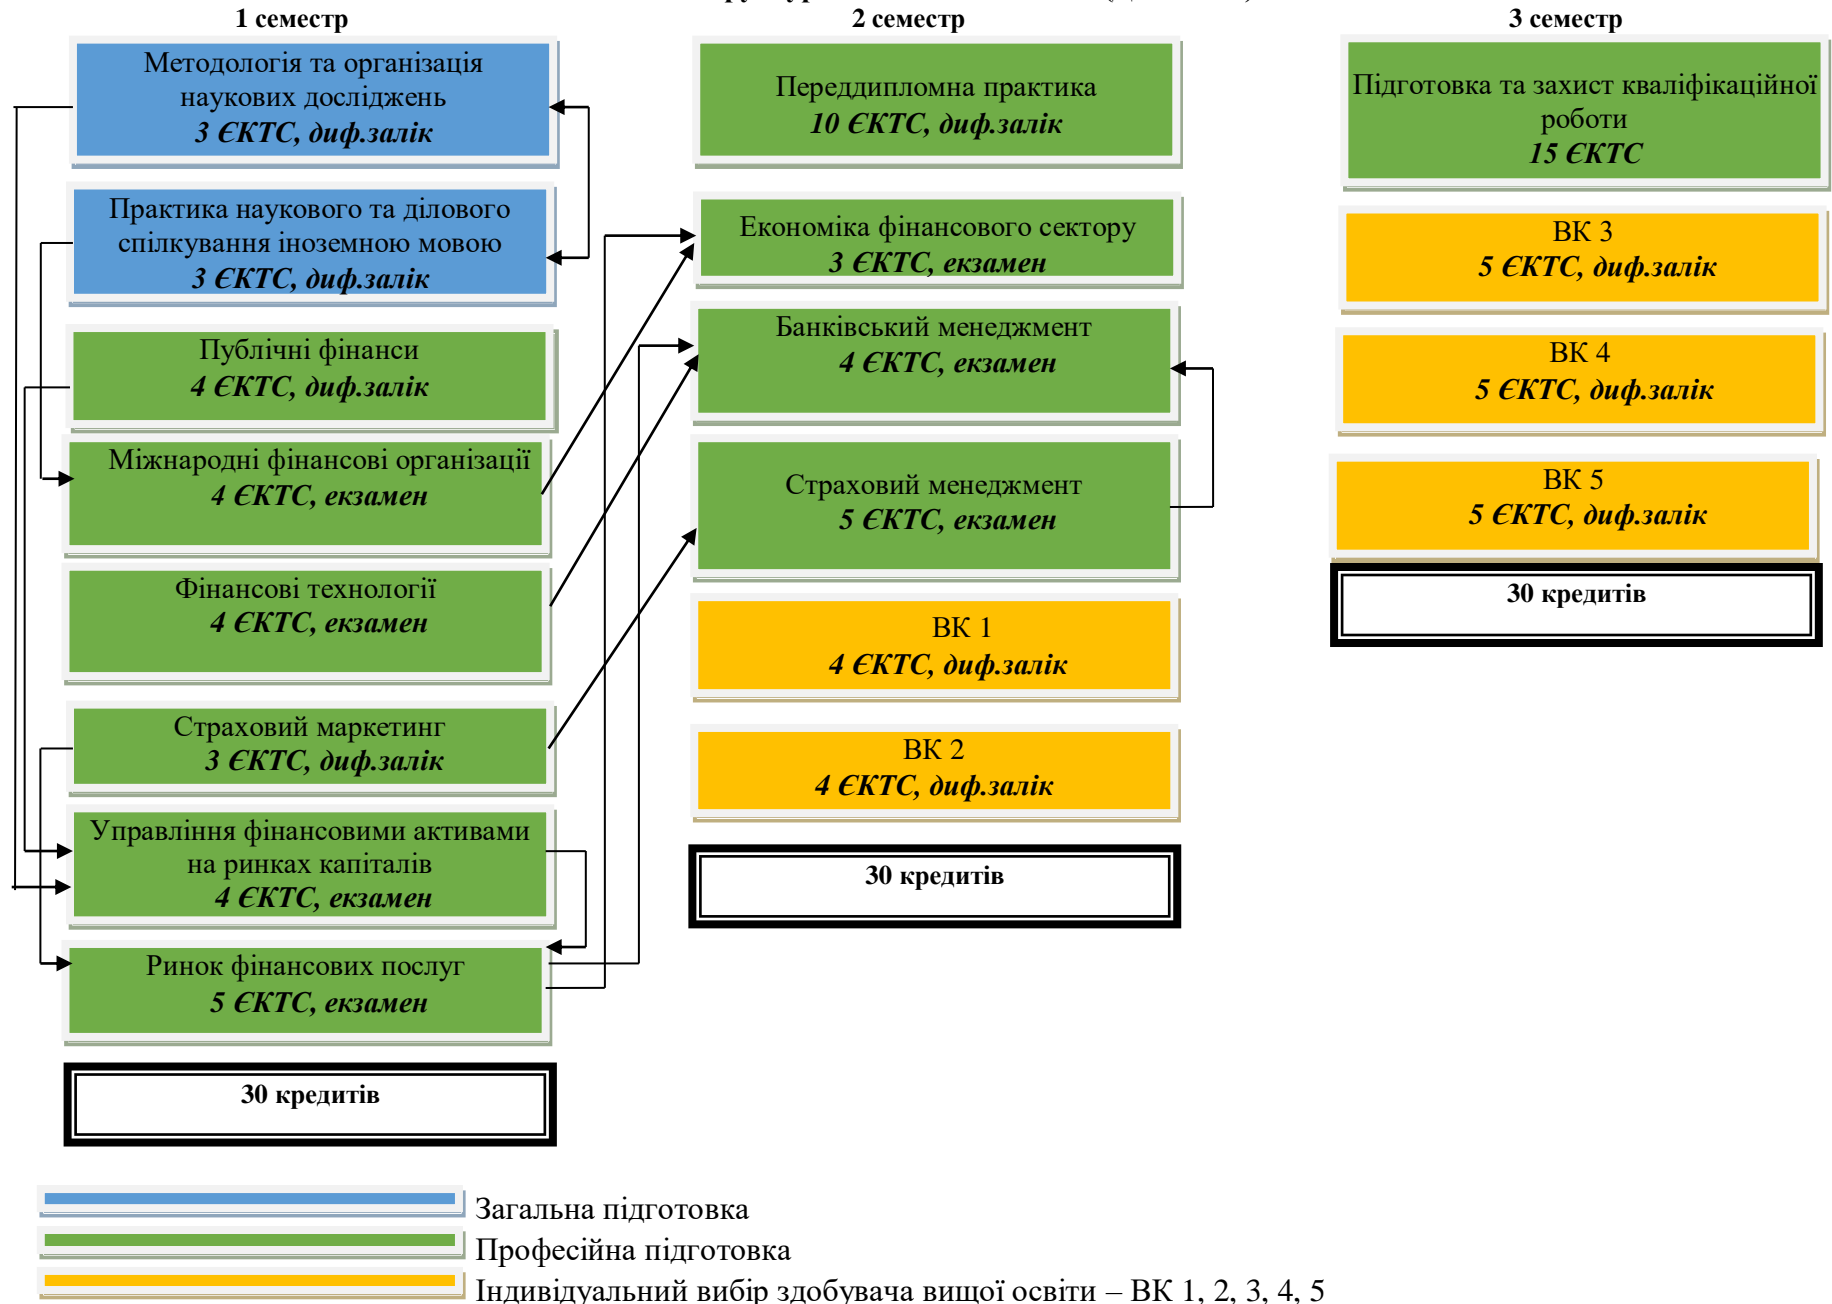 1 семестр
Методологія та організація
наукових досліджень
3 ЄКТС, диф.залік
Практика наукового та ділового
спілкування іноземною мовою
3 ЄКТС, диф.залік
Публічні фінанси
4 ЄКТС, диф.залік
Міжнародні фінансові організації
4 ЄКТС, екзамен
Фінансові технології
4 ЄКТС, екзамен
Страховий маркетинг
3 ЄКТС, диф.залік
Управління фінансовими активами
на ринках капіталів
4 ЄКТС, екзамен
Ринок фінансових послуг
5 ЄКТС, екзамен
30 кредитів
2 семестр
Переддипломна практика
10 ЄКТС, диф.залік
Економіка фінансового сектору
3 ЄКТС, екзамен
Банківський менеджмент
4 ЄКТС, екзамен
Страховий менеджмент
5 ЄКТС, екзамен
ВК 1
4 ЄКТС, диф.залік
ВК 2
4 ЄКТС, диф.залік
30 кредитів
3 семестр
Підготовка та захист кваліфікаційної
роботи
15 ЄКТС
ВК 3
5 ЄКТС, диф.залік
ВК 4
5 ЄКТС, диф.залік
ВК 5
5 ЄКТС, диф.залік
30 кредитів
Загальна підготовка
Професійна підготовка
Індивідуальний вибір здобувача вищої освіти – ВК 1, 2, 3, 4, 5